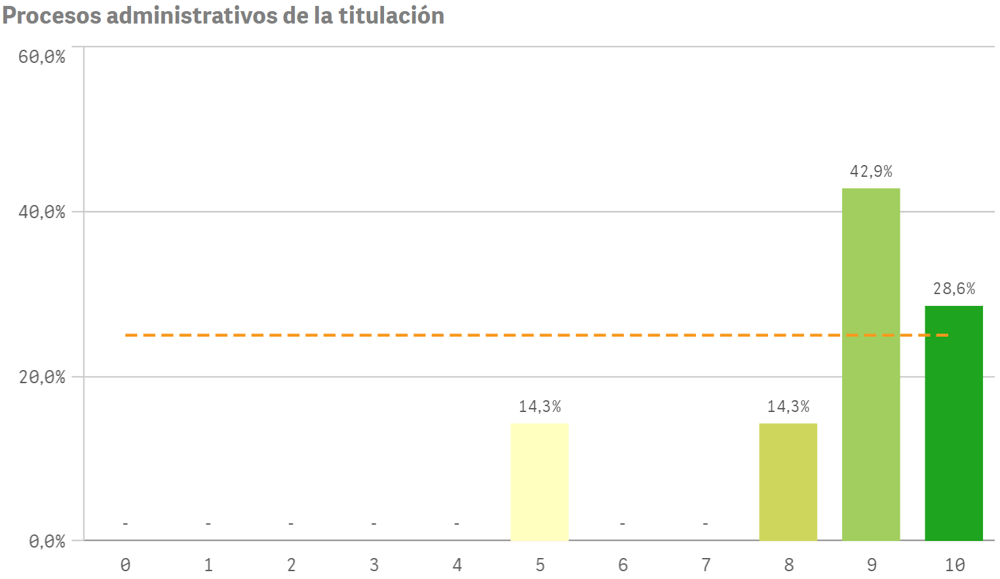 Procesos administrativos de la titulación
60,0%
42,9%
40,0%
28,6%
20,0%
14,3% 14,3%
- - - - - - -
0,0%
0 1 2 3 4 5 6 7 8 9 10